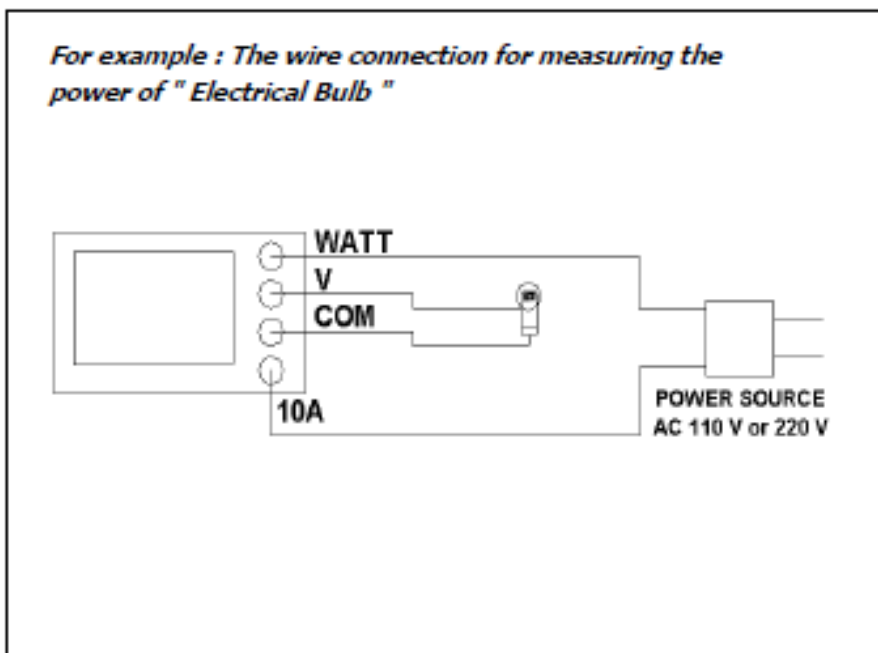 For example : The wire connection for measuring the
power of " Electrical Bulb "
WATT
V
COM
10A
POWER SOURCE
AC 110 V or 220 V